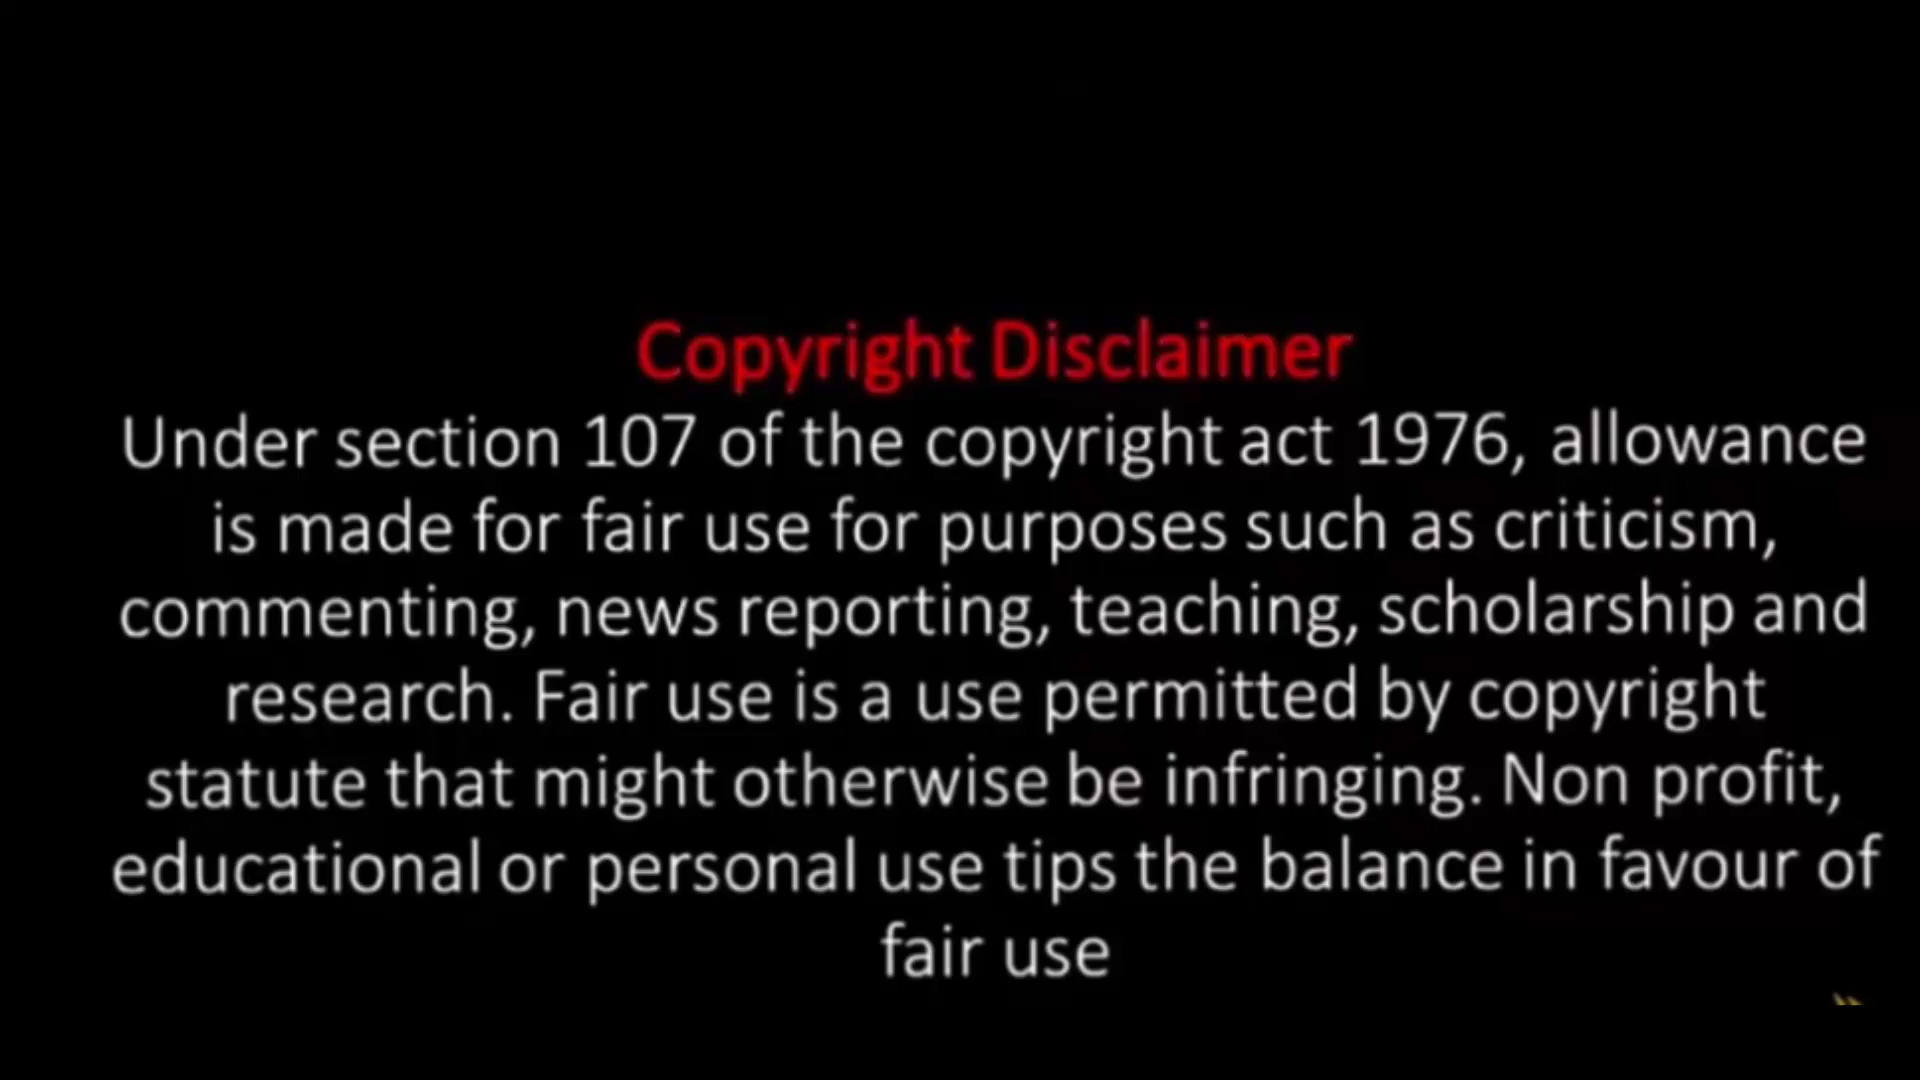 Copyright Disclaimer
Under section 107 of the copyright act 1976, allowance
is made for fair use for purposes such as criticism,
commenting, news reporting, teaching, scholarship and
research. Fair use is a use permitted by copyright
statute that might otherwise be infringing. Non profit,
educational or personal use tips the balance in favour of
fair use